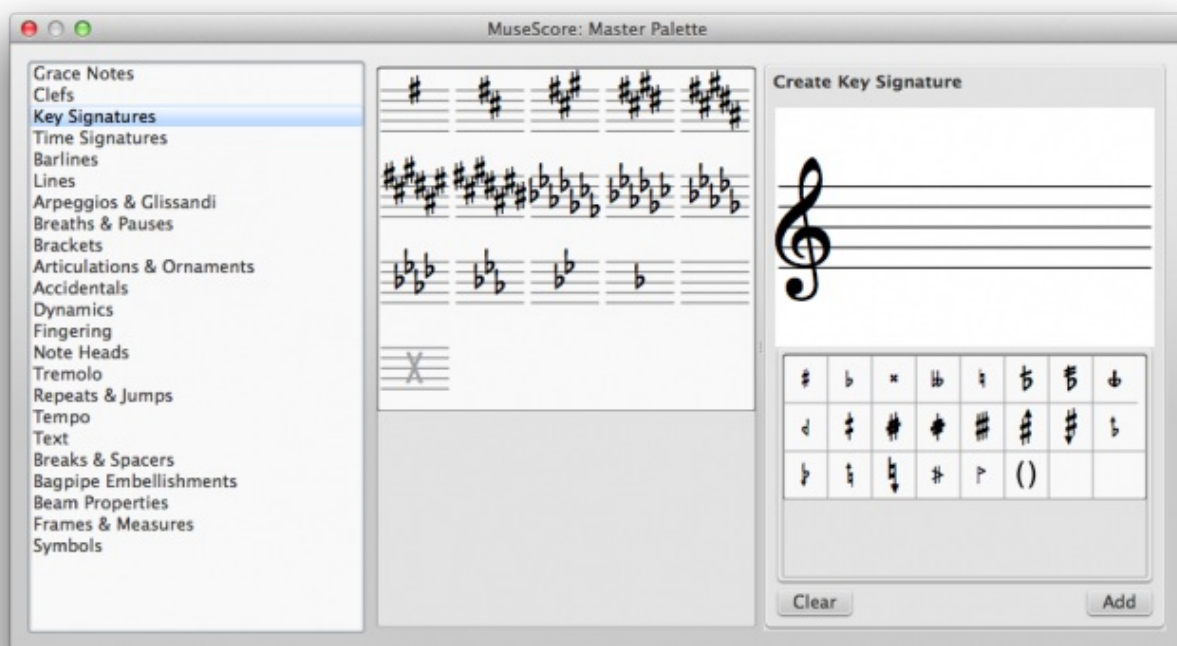 MuseScore: Master Palette
Grace Notes
Clefs
Key Signatures
Time Signatures
Barlines
Lines
Arpeggios & Glissandi
Breaths & Pauses
Brackets
Articulations & Ornaments
Accidentals
Dynamics
Fingering
Note Heads
Tremolo
Repeats & Jumps
Tempo
Text
Breaks & Spacers
Bagpipe Embellishments
Beam Properties
Frames & Measures
Symbols
Create Key Signature
Clear
Add